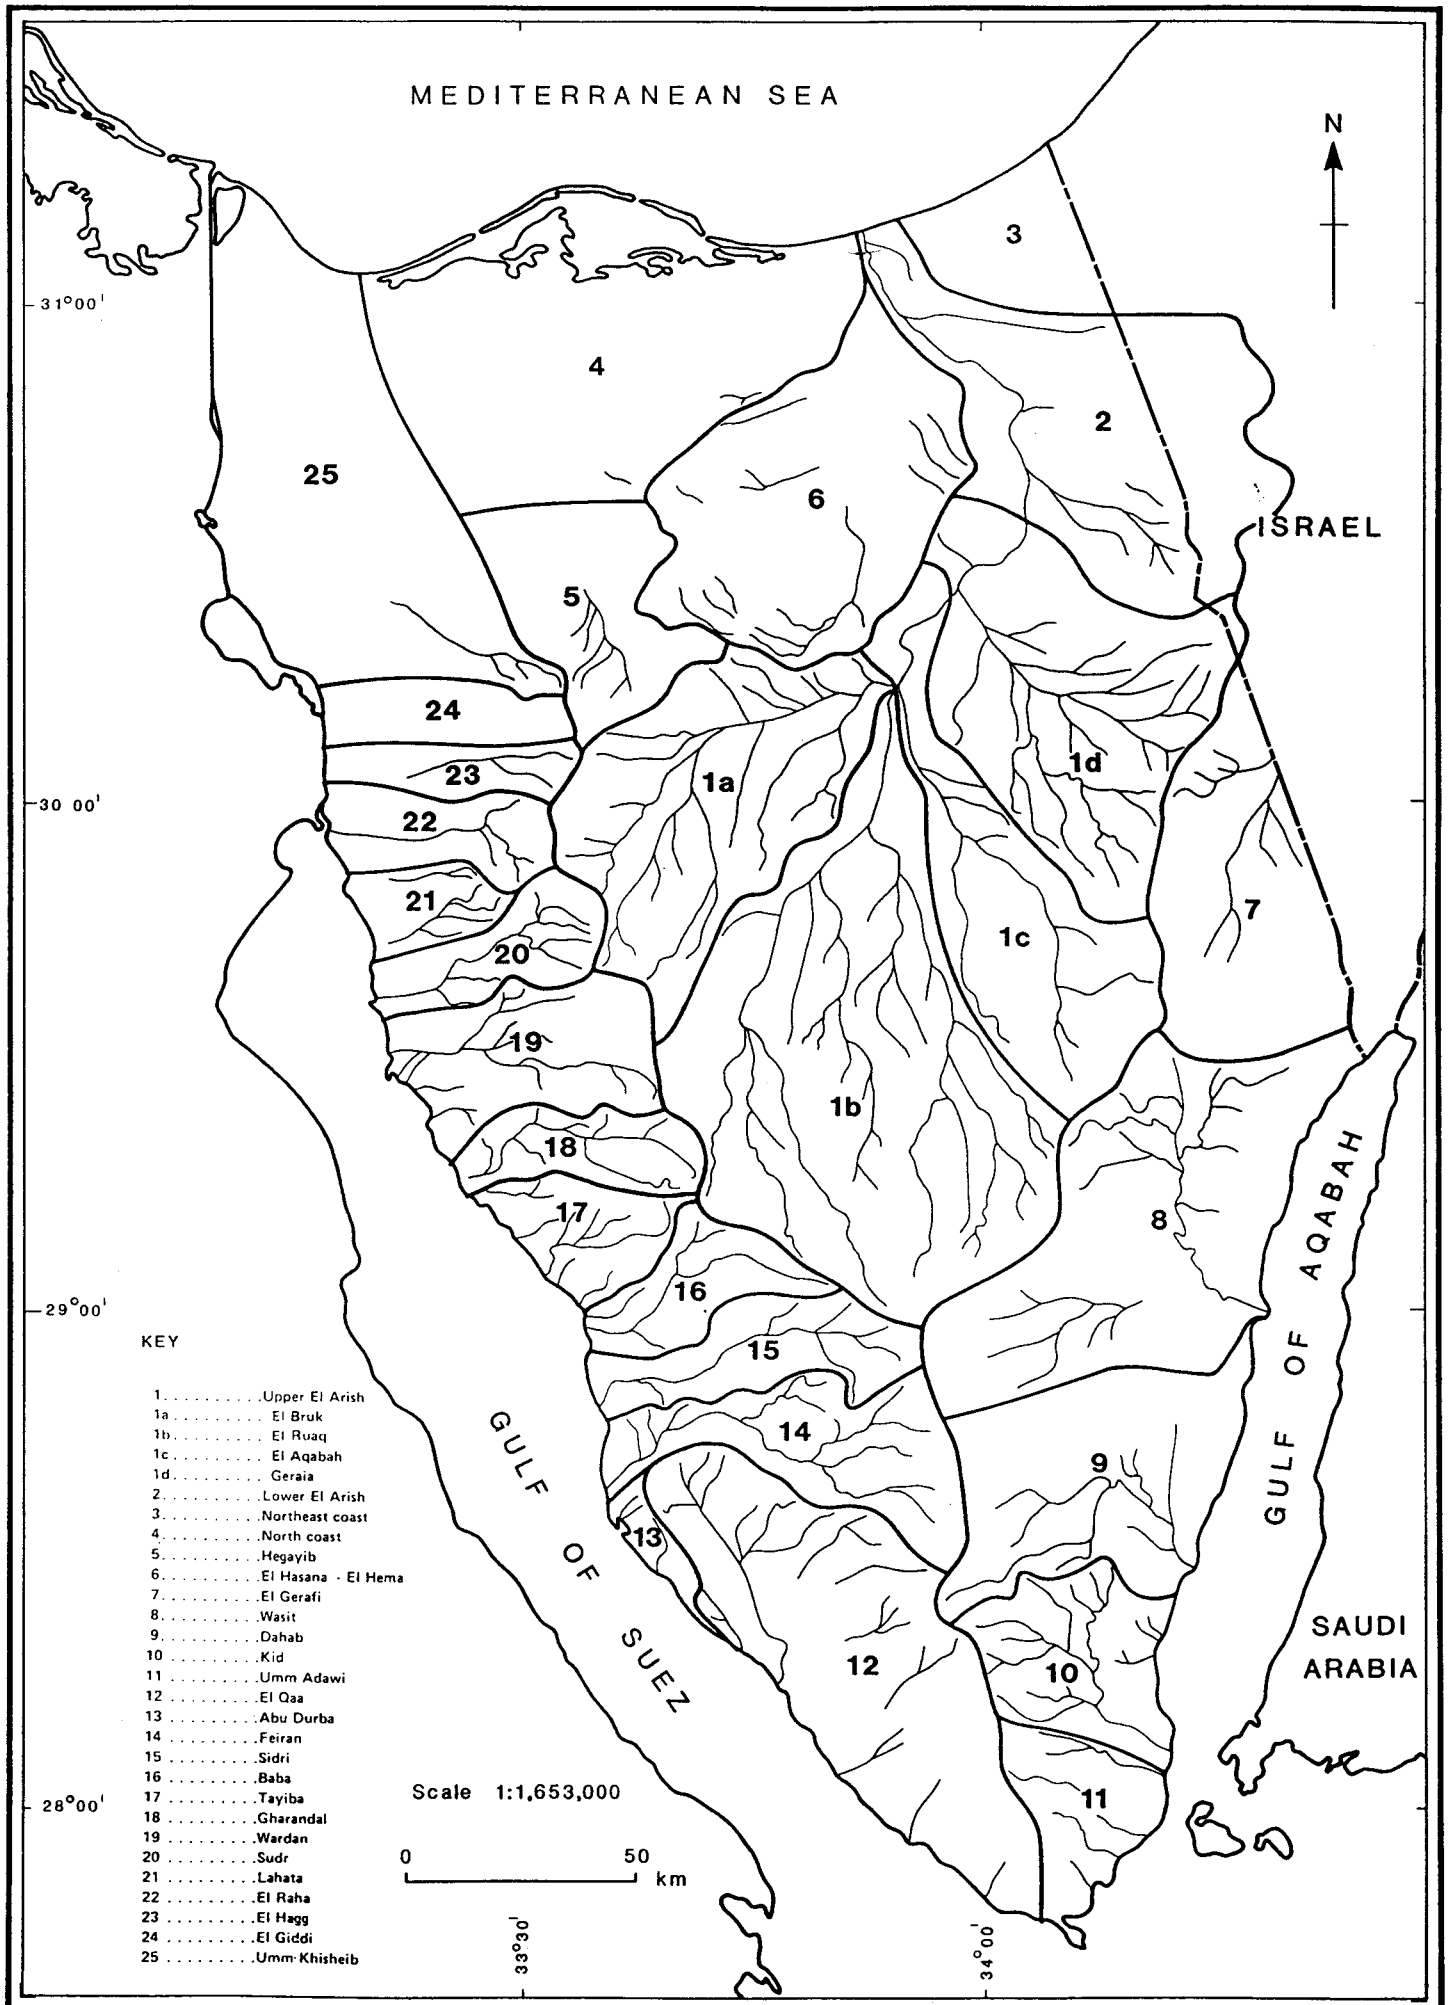 MEDITERRANEAN SEA
N
3
31°00'
4
2
25
6
ISRAEL
5
24
1d
23
1a
30 00'
22
21
7
1c
20
19
1b
18
17
8
16
29°00'
15
14
9
13
12
10
11
GULF OF AQABAH
GULF OF SUEZ
SAUDI
ARABIA
KEY
1..........Upper El Arish
1a......... El Bruk
1b......... El Ruaq
1c......... El Aqabah
1d......... Geraia
2..........Lower El Arish
3..........Northeast coast
4..........North coast
5..........Hegayib
6..........El Hasana - El Hema
7..........El Gerafi
8..........Wasit
9..........Dahab
10.........Kid
11.........Umm Adawi
12.........El Qaa
13.........Abu Durba
14.........Feiran
15.........Sidri
16.........Baba
17.........Tayiba
18.........Gharandal
19.........Wardan
20.........Sudr
21.........Lahata
22.........El Raha
23.........El Hagg
24.........El Giddi
25.........Umm Khisheib
28°00'
Scale 1:1,653,000
0 50
km
33°30'
34°00'